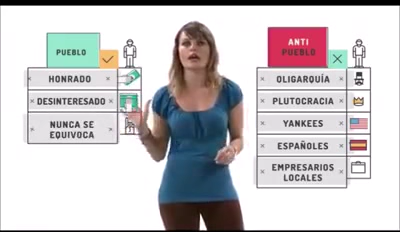 PUEBLO
HONRADO
DESINTERESADO
NUNCA SE
EQUIVOCA
ANTI
PUEBLO
OLIGARQUÍA
PLUTOCRACIA
YANKEES
ESPAÑOLES
EMPRESARIOS
LOCALES